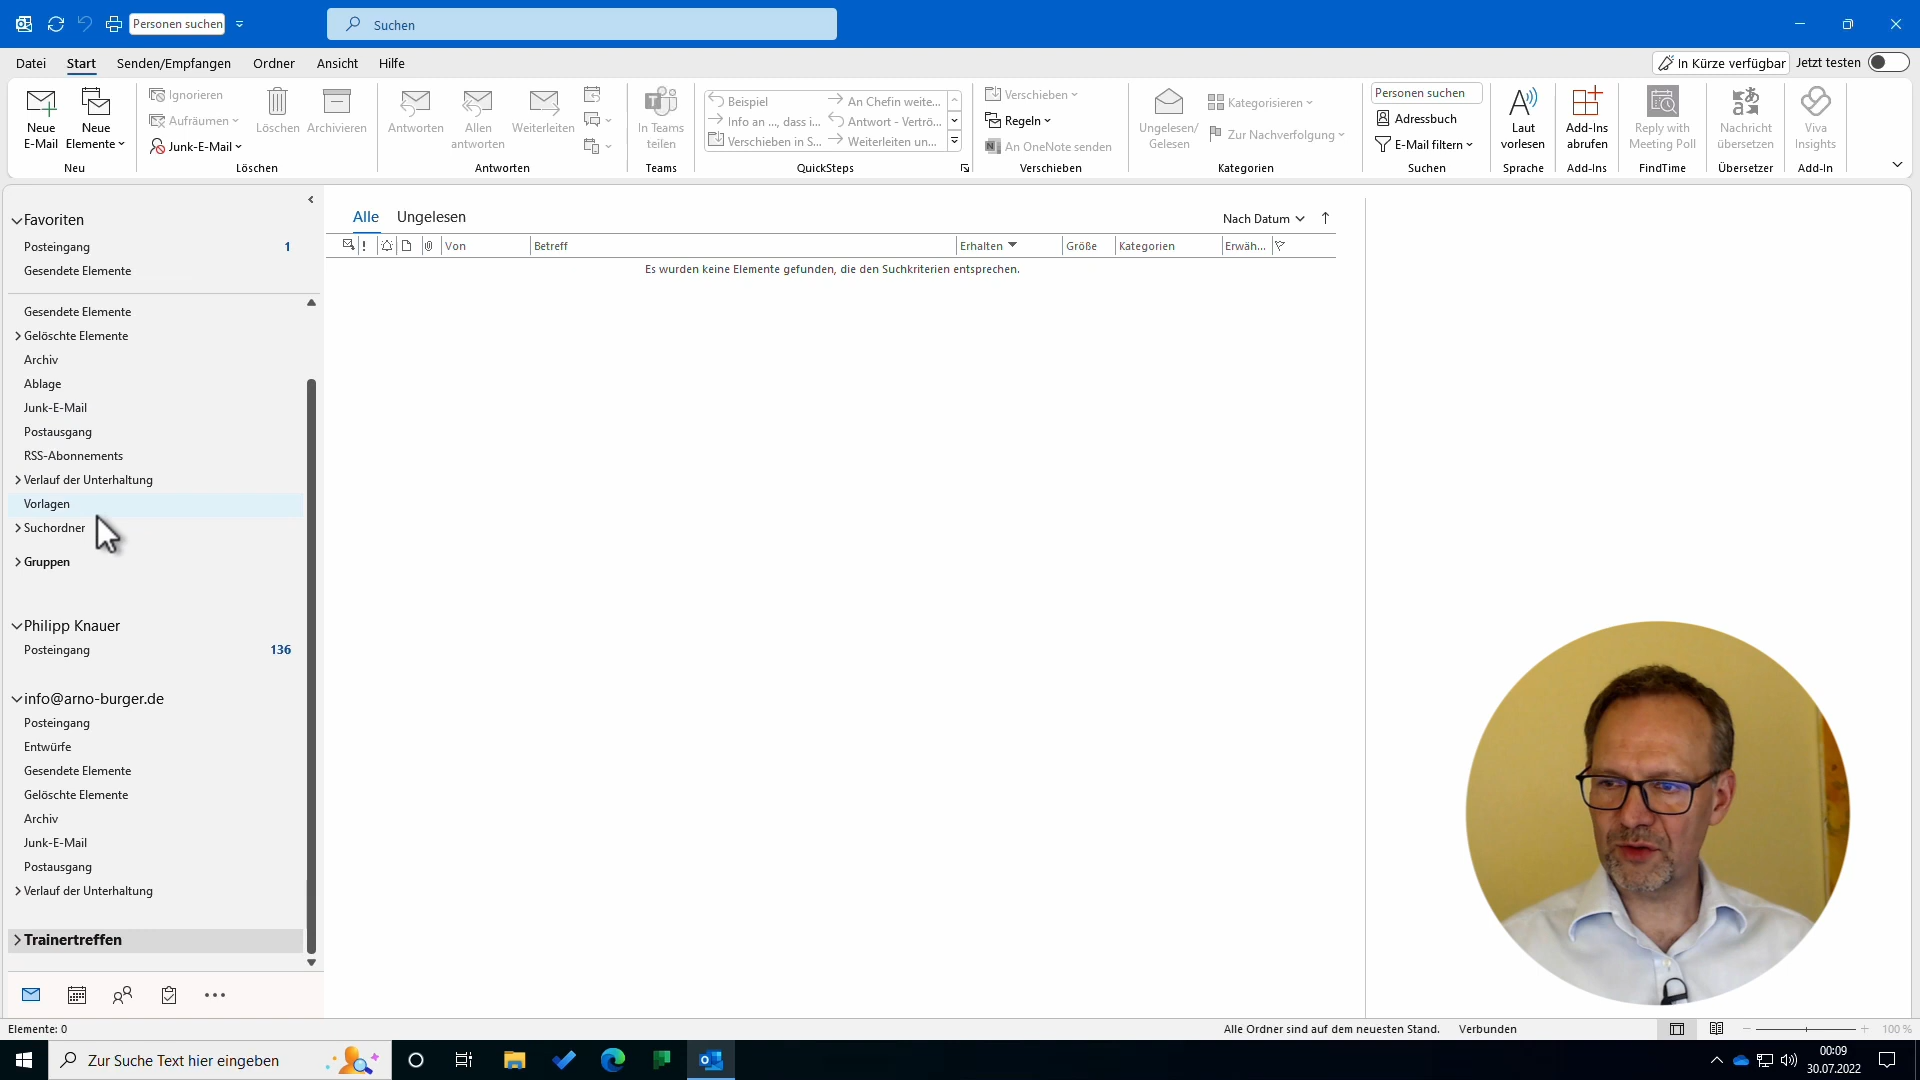 Personen suchen
Suchen
Datei Start Senden/Empfangen Ordner Ansicht Hilfe
In Kürze verfügbar Jetzt testen
Neue E-Mail
Neue Elemente
Neu
Ignorieren
Aufräumen
Junk-E-Mail
Löschen
Archivieren
Löschen
Antworten
Allen antworten
Weiterleiten
Antworten
In Teams teilen
Teams
Beispiel
Info an ..., dass i...
Verschieben in S...
An Chefin weite...
Antwort - Vertrö...
Weiterleiten un...
QuickSteps
Verschieben
Regeln
An OneNote senden
Verschieben
Ungelesen/ Gelesen
Kategorisieren
Zur Nachverfolgung
Kategorien
Personen suchen
Adressbuch
E-Mail filtern
Suchen
Laut vorlesen
Sprache
Add-Ins abrufen
Add-Ins
Reply with Meeting Poll
FindTime
Nachricht übersetzen
Übersetzer
Viva Insights
Add-In
Favoriten
Posteingang 1
Gesendete Elemente
Gesendete Elemente
Gelöschte Elemente
Archiv
Ablage
Junk-E-Mail
Postausgang
RSS-Abonnements
Verlauf der Unterhaltung
Vorlagen
Suchordner
Gruppen
Philipp Knauer
Posteingang 136
info@arno-burger.de
Posteingang
Entwürfe
Gesendete Elemente
Gelöschte Elemente
Archiv
Junk-E-Mail
Postausgang
Verlauf der Unterhaltung
Trainertreffen
Alle Ungelesen
Nach Datum
Von Betreff Erhalten Größe Kategorien Erwäh...
Es wurden keine Elemente gefunden, die den Suchkriterien entsprechen.
Elemente: 0
Alle Ordner sind auf dem neuesten Stand. Verbunden
100 %
Zur Suche Text hier eingeben
00:09
30.07.2022